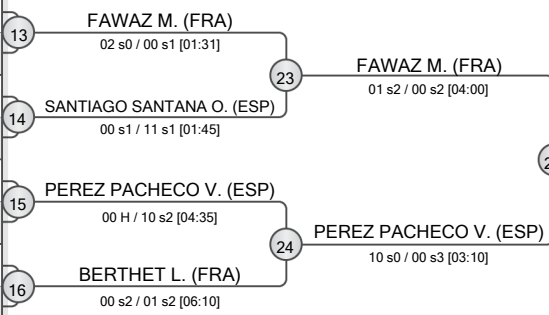 13
FAWAZ M. (FRA)
02 s0 / 00 s1 [01:31]
23
FAWAZ M. (FRA)
01 s2 / 00 s2 [04:00]
14
SANTIAGO SANTANA O. (ESP)
00 s1 / 11 s1 [01:45]
15
PEREZ PACHECO V. (ESP)
00 H / 10 s2 [04:35]
24
PEREZ PACHECO V. (ESP)
10 s0 / 00 s3 [03:10]
16
BERTHET L. (FRA)
00 s2 / 01 s2 [06:10]